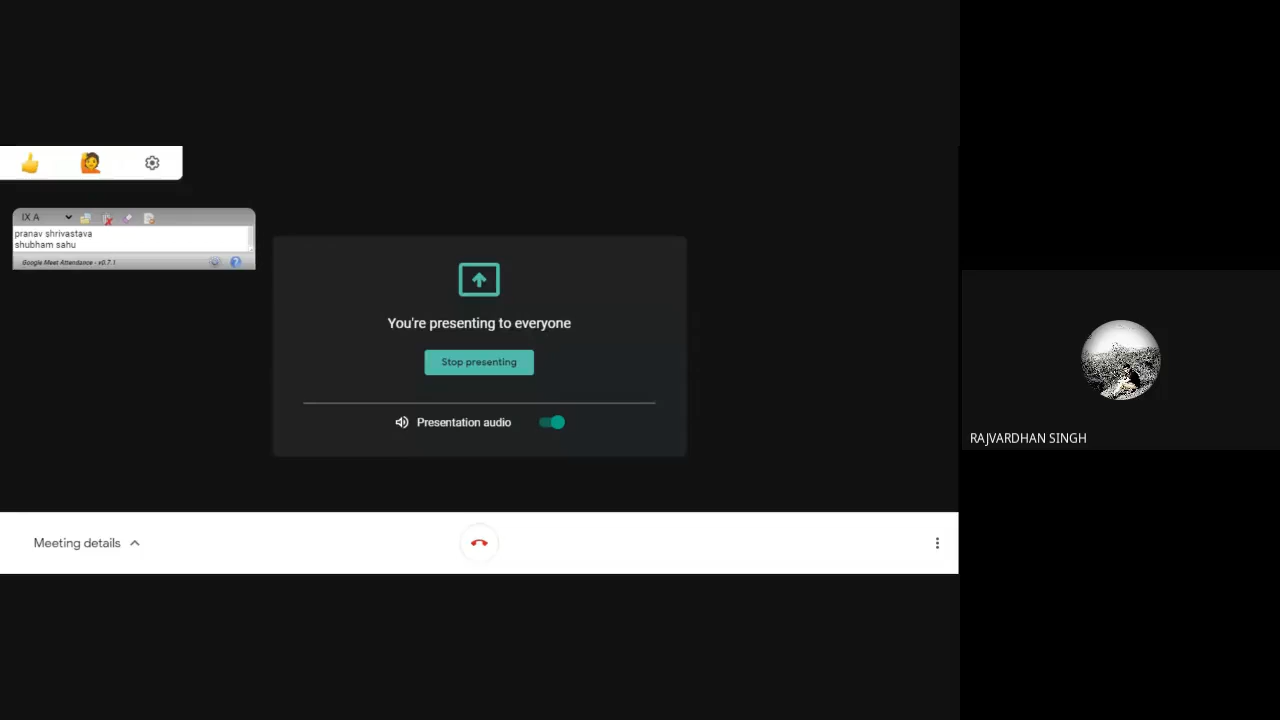 IX A
pranav shrivastava
shubham sahu
Google Meet Attendance - v0.7.1
You're presenting to everyone
Stop presenting
Presentation audio
RAJVARDHAN SINGH
Meeting details